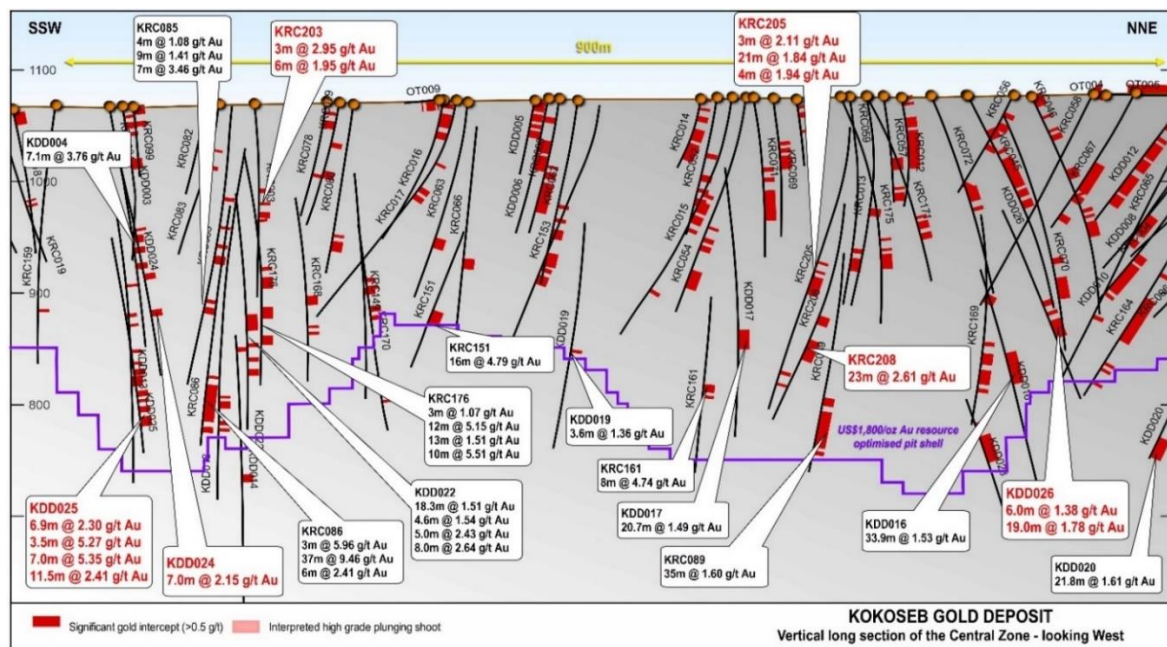 SSW
NNE
900m
KRC085
4m @ 1.08 g/t Au
9m @ 1.41 g/t Au
7m @ 3.46 g/t Au
KRC203
3m @ 2.95 g/t Au
6m @ 1.95 g/t Au
KRC205
3m @ 2.11 g/t Au
21m @ 1.84 g/t Au
4m @ 1.94 g/t Au
1100
1000
900
800
OT009
OT004
OT005
KDD004
7.1m @ 3.76 g/t Au
KRC099
KDD003
KRC082
KRC083
KRC078
KRC016
KRC017
KRC063
KRC066
KDD005
KDD006
KRC153
KRC014
KRC015
KRC054
KRC071
KRC069
KRC013
KRC175
KRC171
KRC072
KDD026
KRC046
KRC058
KRC067
KDD012
KRC065
KDD008
KRC070
KDD010
KRC164
KRC159
KRC019
KDD024
KRC168
KRC170
KRC151
KDD019
KDD017
KRC161
KRC169
KRC086
KDD014
KDD020
KRC151
16m @ 4.79 g/t Au
KRC208
23m @ 2.61 g/t Au
KRC176
3m @ 1.07 g/t Au
12m @ 5.15 g/t Au
13m @ 1.51 g/t Au
10m @ 5.51 g/t Au
KDD019
3.6m @ 1.36 g/t Au
US$1,800/oz Au resource
optimised pit shell
KRC161
8m @ 4.74 g/t Au
KDD025
6.9m @ 2.30 g/t Au
3.5m @ 5.27 g/t Au
7.0m @ 5.35 g/t Au
11.5m @ 2.41 g/t Au
KDD024
7.0m @ 2.15 g/t Au
KRC086
3m @ 5.96 g/t Au
37m @ 9.46 g/t Au
6m @ 2.41 g/t Au
KDD022
18.3m @ 1.51 g/t Au
4.6m @ 1.54 g/t Au
5.0m @ 2.43 g/t Au
8.0m @ 2.64 g/t Au
KDD017
20.7m @ 1.49 g/t Au
KRC089
35m @ 1.60 g/t Au
KDD016
33.9m @ 1.53 g/t Au
KDD026
6.0m @ 1.38 g/t Au
19.0m @ 1.78 g/t Au
KDD020
21.8m @ 1.61 g/t Au
Significant gold intercept (>0.5 g/t)
Interpreted high grade plunging shoot
KOKOSEB GOLD DEPOSIT
Vertical long section of the Central Zone - looking West